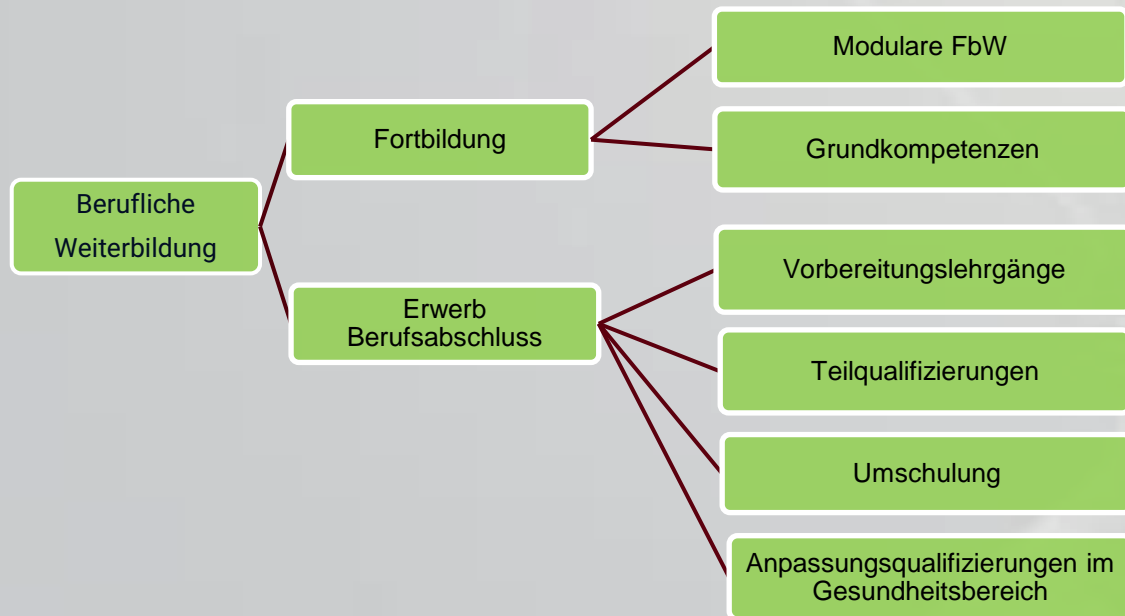 Berufliche
Weiterbildung
Fortbildung
Modulare FbW
Grundkompetenzen
Erwerb
Berufsabschluss
Vorbereitungslehrgänge
Teilqualifizierungen
Umschulung
Anpassungsqualifizierungen im
Gesundheitsbereich